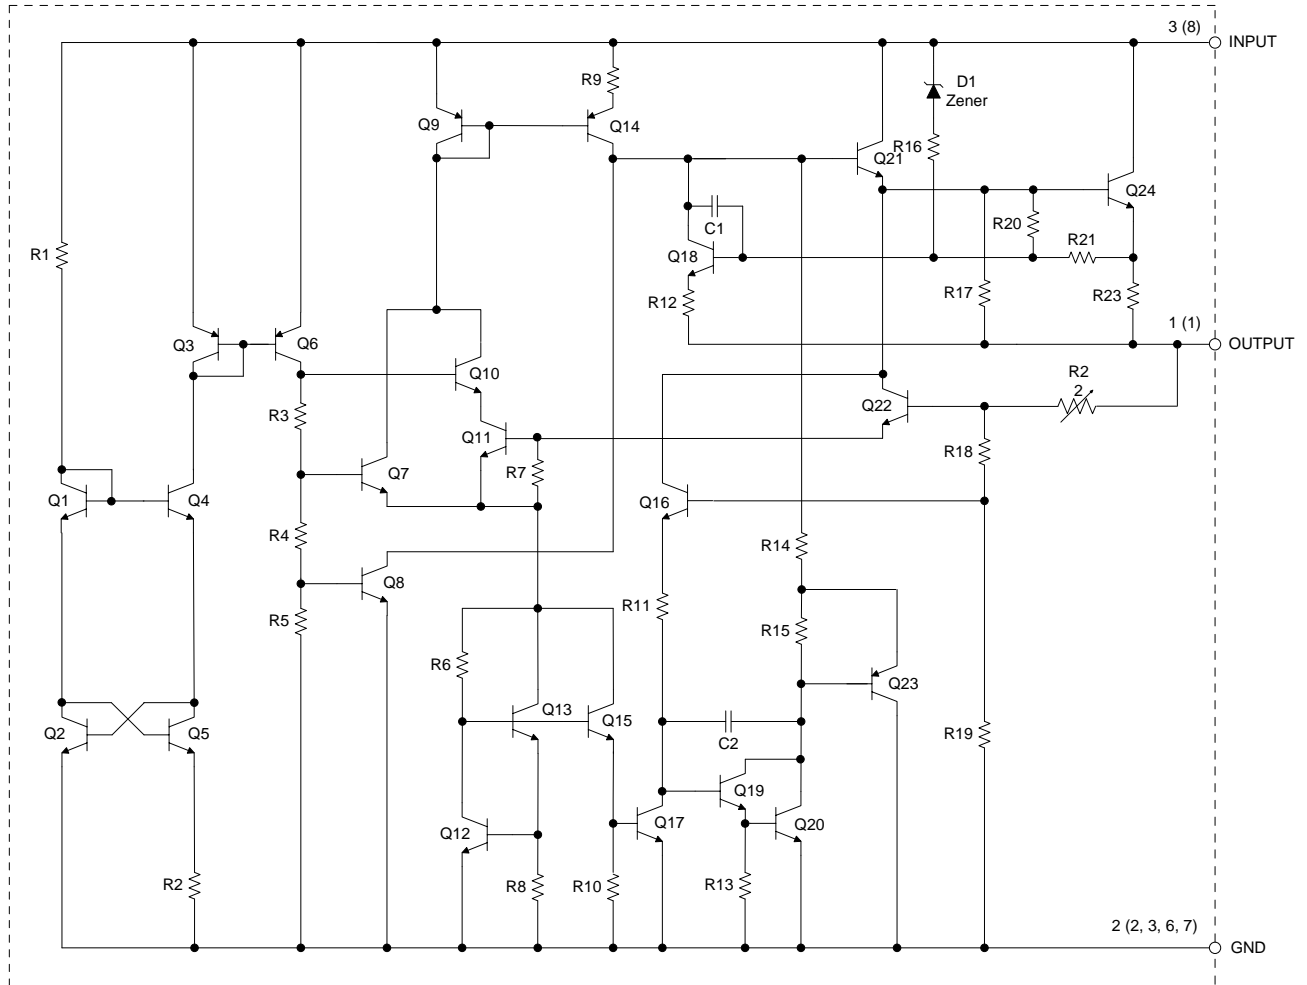 3 (8)
INPUT
R9
D1
Zener
Q9
Q14
R16
Q21
Q24
C1
R20
R21
R1
Q18
R12
R17
R23
1 (1)
OUTPUT
Q3
Q6
Q10
R2
2
Q22
R3
Q11
R18
R7
Q1
Q4
Q7
Q16
R4
R14
Q8
R11
R5
R15
R6
Q23
Q13
Q15
Q2
Q5
C2
R19
Q19
Q12
Q17
Q20
R2
R8
R10
R13
2 (2, 3, 6, 7)
GND